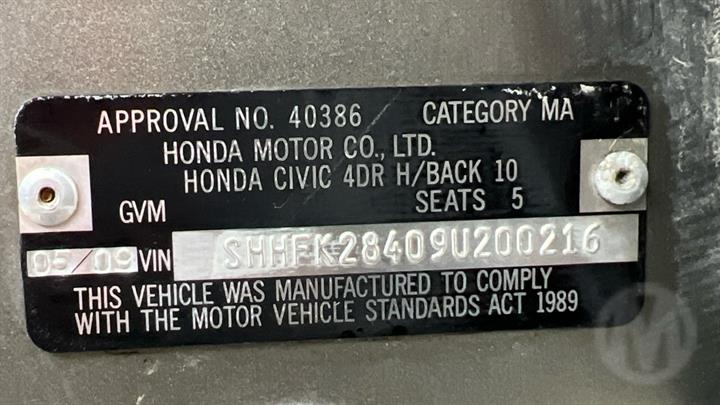 APPROVAL NO. 40386 CATEGORY MA
HONDA MOTOR CO., LTD.
HONDA CIVIC 4DR H/BACK 10
GVM SEATS 5
05/09 VIN SHHFK28409U200216
THIS VEHICLE WAS MANUFACTURED TO COMPLY
WITH THE MOTOR VEHICLE STANDARDS ACT 1989
M